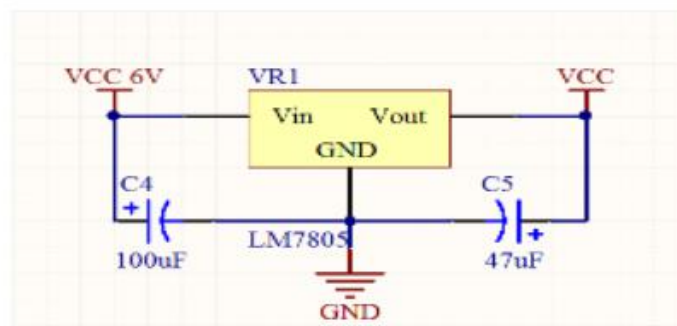 VCC 6V
VR1
VCC
Vin
Vout
GND
C4
C5
+
LM7805
100uF
47uF
+
GND